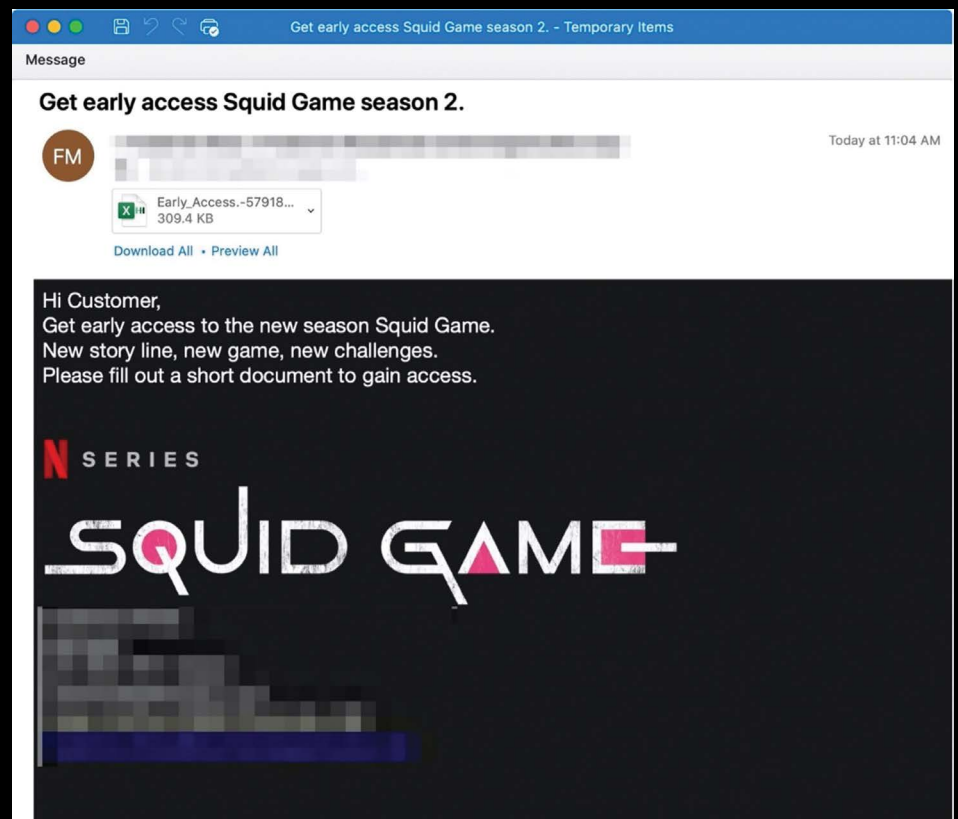 Get early access Squid Game season 2. - Temporary Items
Message
Get early access Squid Game season 2.
FM
Today at 11:04 AM
Early_Access.-57918...
309.4 KB
Download All • Preview All
Hi Customer,
Get early access to the new season Squid Game.
New story line, new game, new challenges.
Please fill out a short document to gain access.
N SERIES
SQUID GAME